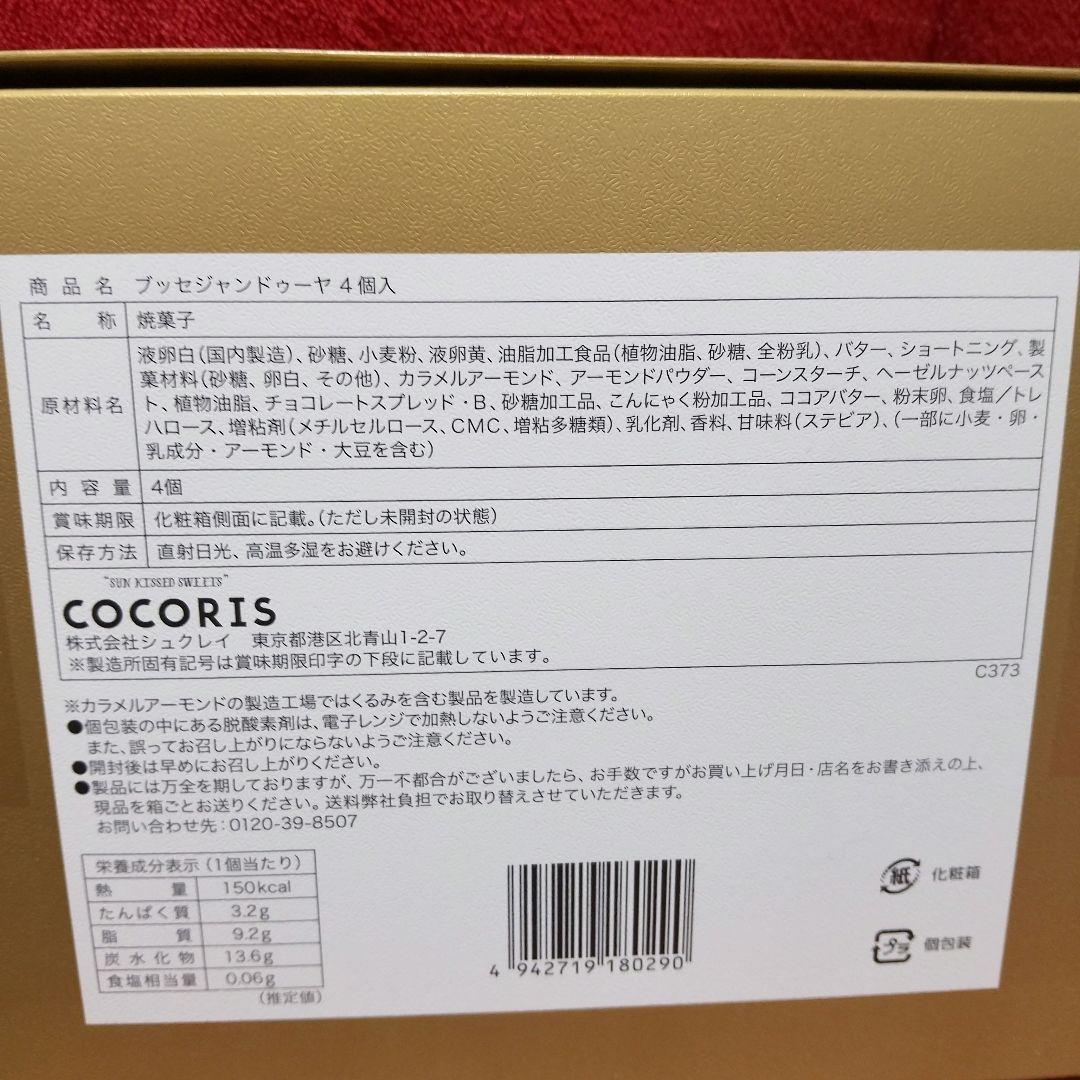 商品名 ブッセジャンドゥーヤ 4個入
名称 焼菓子
原材料名 液卵白(国内製造)、砂糖、小麦粉、液卵黄、油脂加工食品(植物油脂、砂糖、全粉乳)、バター、ショートニング、製
菓材料(砂糖、卵白、その他)、カラメルアーモンド、アーモンドパウダー、コーンスターチ、ヘーゼルナッツペース
ト、植物油脂、チョコレートスプレッド・B、砂糖加工品、こんにゃく粉加工品、ココアバター、粉末卵、食塩／トレ
ハロース、増粘剤(メチルセルロース、CMC、増粘多糖類)、乳化剤、香料、甘味料(ステビア)、(一部に小麦・卵・
乳成分・アーモンド・大豆を含む)
内容量 4個
賞味期限 化粧箱側面に記載。(ただし未開封の状態)
保存方法 直射日光、高温多湿をお避けください。
"SUN KISSED SWEETS"
COCORIS
株式会社シュクレイ 東京都港区北青山1-2-7
※製造所固有記号は賞味期限印字の下段に記載しています。
C373
※カラメルアーモンドの製造工場ではくるみを含む製品を製造しています。
●個包装の中にある脱酸素剤は、電子レンジで加熱しないようご注意ください。
また、誤ってお召し上がりにならないようご注意ください。
●開封後は早めにお召し上がりください。
●製品には万全を期しておりますが、万一不都合がございましたら、お手数ですがお買い上げ月日・店名をお書き添えの上、
現品を箱ごとお送りください。送料弊社負担でお取り替えさせていただきます。
お問い合わせ先:0120-39-8507
栄養成分表示(1個当たり)
熱量 150kcal
たんぱく質 3.2g
脂質 9.2g
炭水化物 13.6g
食塩相当量 0.06g
(推定値)
4 942719 180290
紙 化粧箱
プラ 個包装